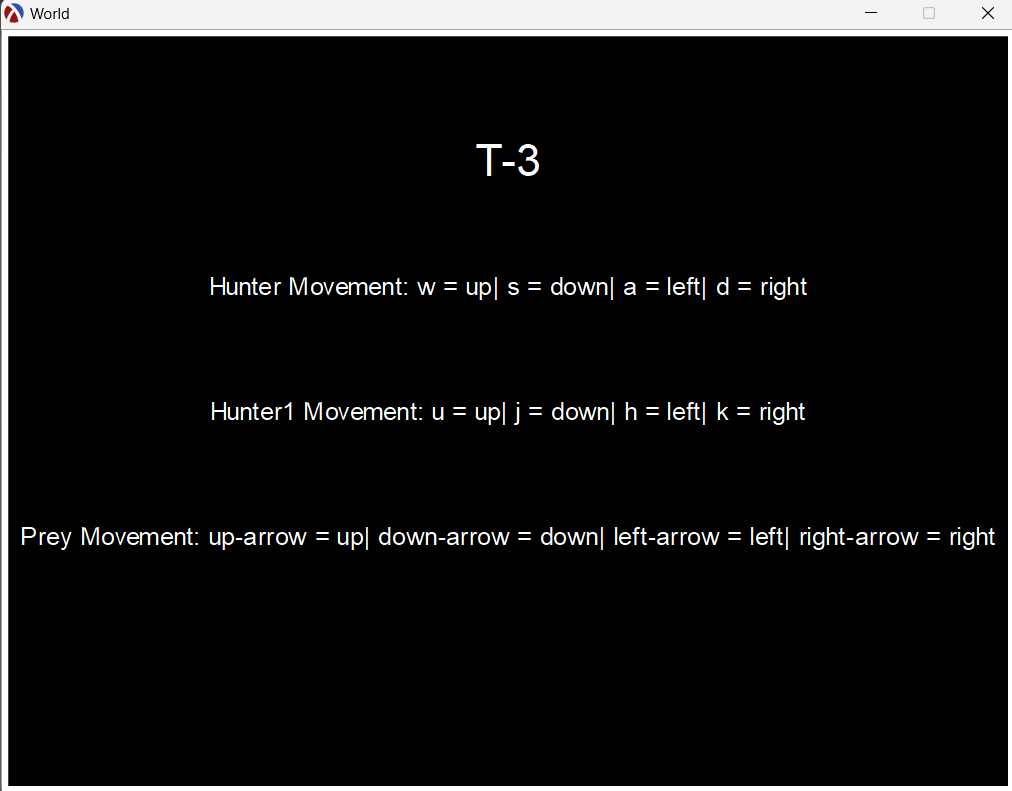 World
T-3
Hunter Movement: w = up| s = down| a = left| d = right
Hunter1 Movement: u = up| j = down| h = left| k = right
Prey Movement: up-arrow = up| down-arrow = down| left-arrow = left| right-arrow = right